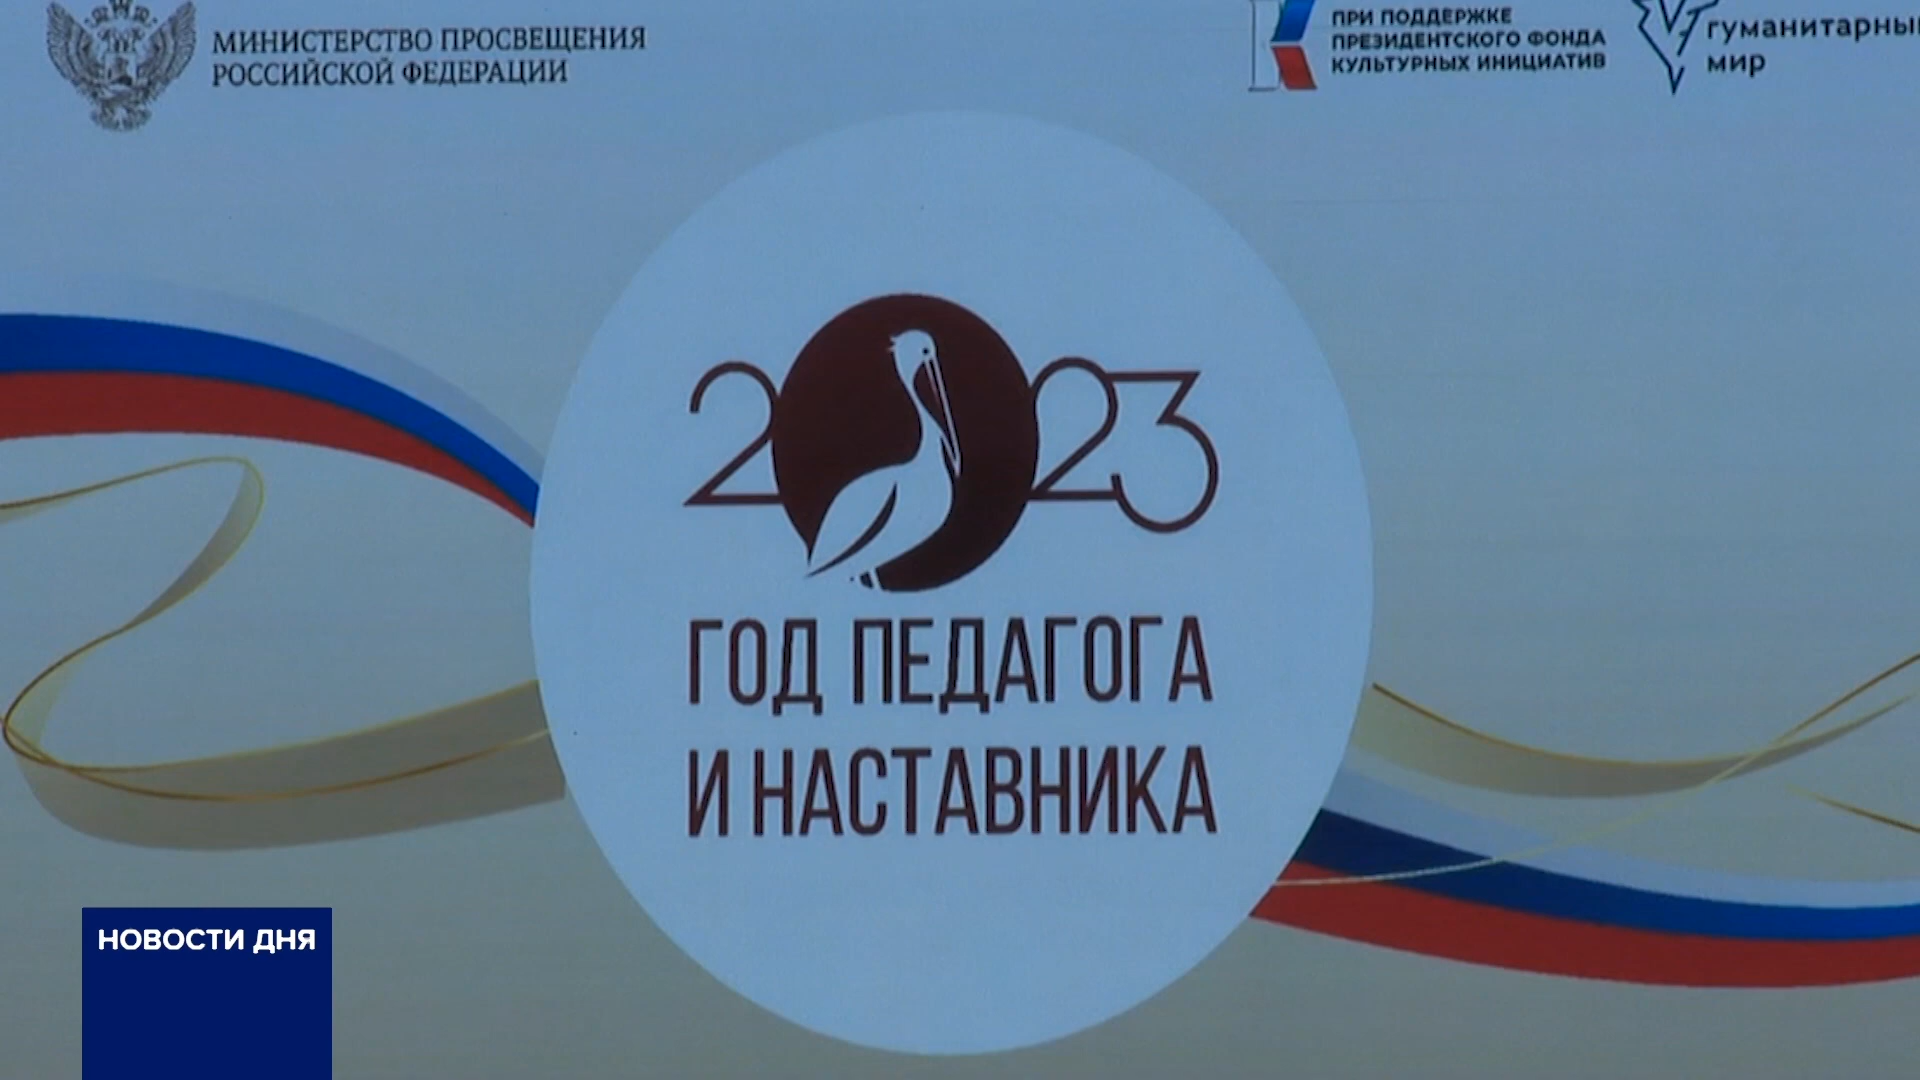 МИНИСТЕРСТВО ПРОСВЕЩЕНИЯ
РОССИЙСКОЙ ФЕДЕРАЦИИ
ПРИ ПОДДЕРЖКЕ
ПРЕЗИДЕНТСКОГО ФОНДА
КУЛЬТУРНЫХ ИНИЦИАТИВ
гуманитарный
мир
2023
ГОД ПЕДАГОГА
И НАСТАВНИКА
НОВОСТИ ДНЯ